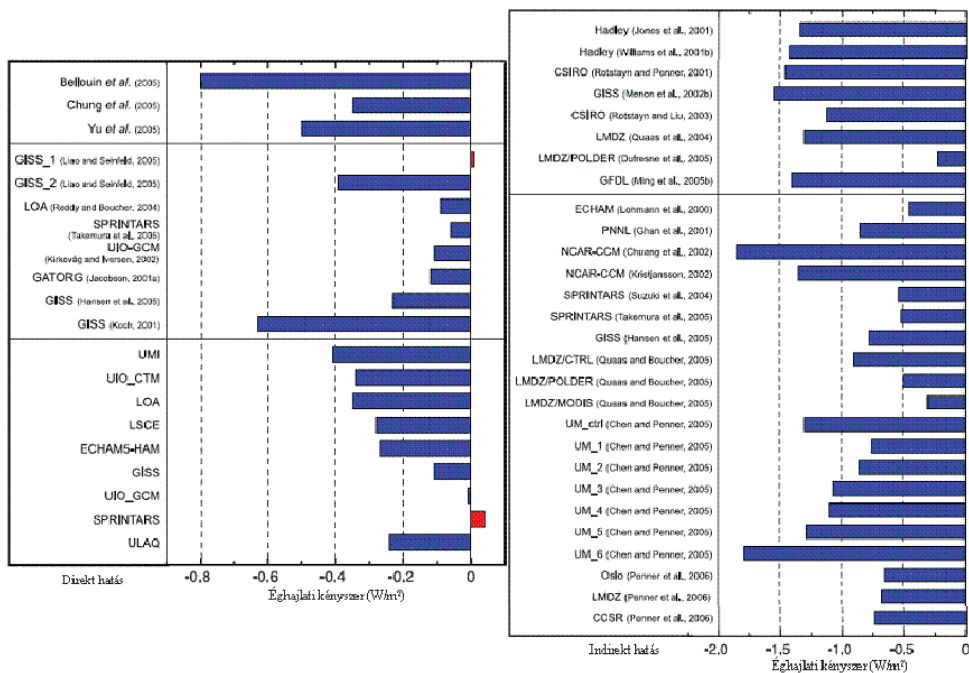 Bellouin et al. (2005)
Chung et al. (2005)
Yu et al. (2005)
GISS_1 (Liao and Seinfeld, 2005)
GISS_2 (Liao and Seinfeld, 2005)
LOA (Reddy and Boucher, 2004)
SPRINTARS
(Takemura et al., 2005)
UIO-GCM
(Kirkevåg and Iversen, 2002)
GATORG (Jacobson, 2001a)
GISS (Hansen et al., 2005)
GISS (Koch, 2001)
UMI
UIO_CTM
LOA
LSCE
ECHAM5-HAM
GISS
UIO_GCM
SPRINTARS
ULAQ
Direkt hatás
-0,8 -0,6 -0,4 -0,2 0
Éghajlati kényszer (W/m²)
Hadley (Jones et al., 2001)
Hadley (Williams et al., 2001b)
CSIRO (Rotstayn and Penner, 2001)
GISS (Menon et al., 2002b)
CSIRO (Rotstayn and Liu, 2003)
LMDZ (Quaas et al., 2004)
LMDZ/POLDER (Dufresne et al., 2005)
GFDL (Ming et al., 2005b)
ECHAM (Lohmann et al., 2000)
PNNL (Ghan et al., 2001)
NCAR-CCM (Chuang et al., 2002)
NCAR-CCM (Kristjansson, 2002)
SPRINTARS (Suzuki et al., 2004)
SPRINTARS (Takemura et al., 2005)
GISS (Hansen et al., 2005)
LMDZ/CTRL (Quaas and Boucher, 2005)
LMDZ/POLDER (Quaas and Boucher, 2005)
LMDZ/MODIS (Quaas and Boucher, 2005)
UM_ctrl (Chen and Penner, 2005)
UM_1 (Chen and Penner, 2005)
UM_2 (Chen and Penner, 2005)
UM_3 (Chen and Penner, 2005)
UM_4 (Chen and Penner, 2005)
UM_5 (Chen and Penner, 2005)
UM_6 (Chen and Penner, 2005)
Oslo (Penner et al., 2006)
LMDZ (Penner et al., 2006)
CCSR (Penner et al., 2006)
Indirekt hatás
-2,0 -1,5 -1,0 -0,5 0
Éghajlati kényszer (W/m²)